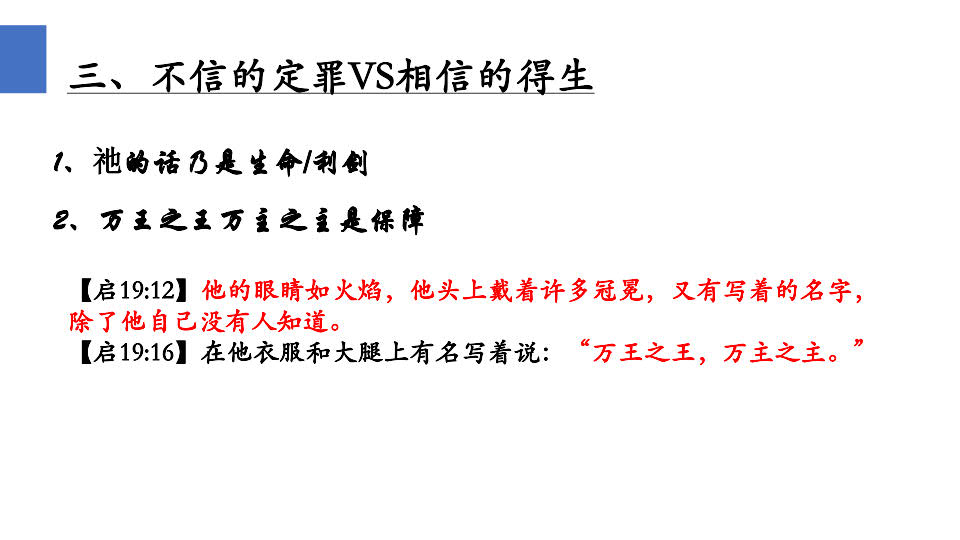 三、不信的定罪VS相信的得生
1、祂的话乃是生命/利剑
2、万王之王万主之主是保障
【启19:12】他的眼睛如火焰，他头上戴着许多冠冕，又有写着的名字，
除了他自己没有人知道。
【启19:16】在他衣服和大腿上有名写着说：“万王之王，万主之主。”